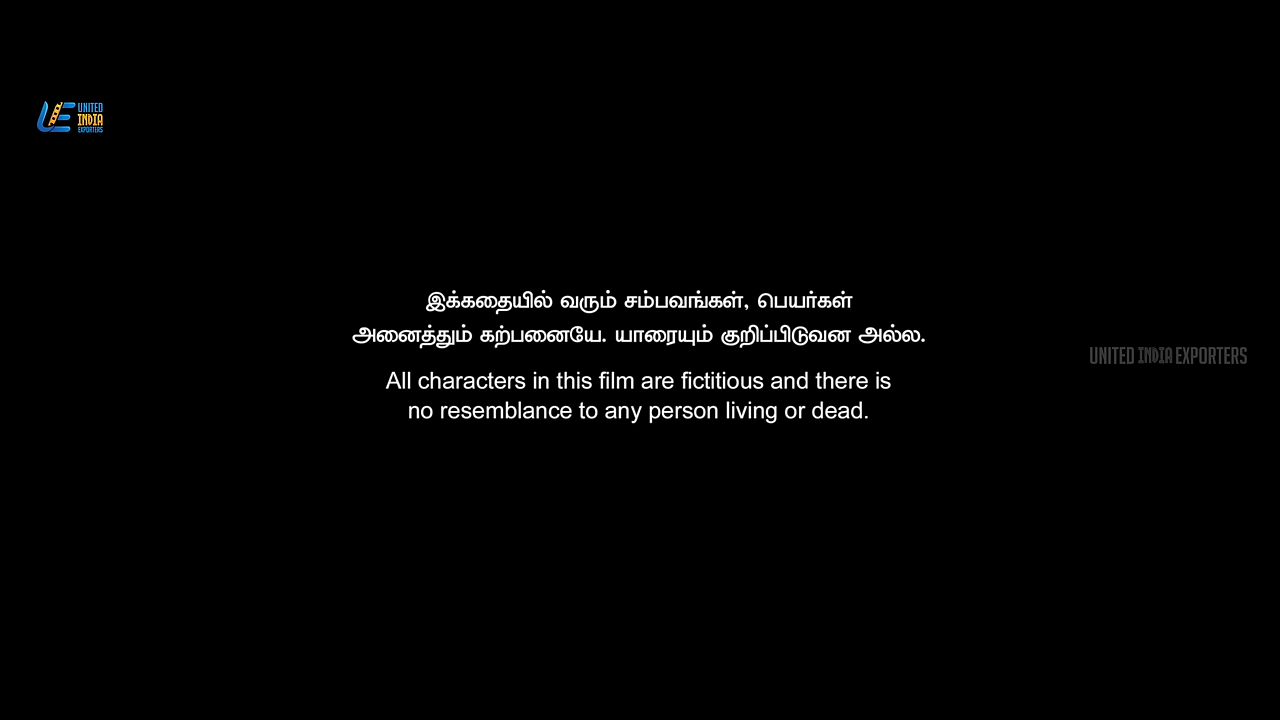 UNITED
INDIA
EXPORTERS
இக்கதையில் வரும் சம்பவங்கள், பெயர்கள்
அனைத்தும் கற்பனையே. யாரையும் குறிப்பிடுவன அல்ல.
UNITED INDIA EXPORTERS
All characters in this film are fictitious and there is
no resemblance to any person living or dead.